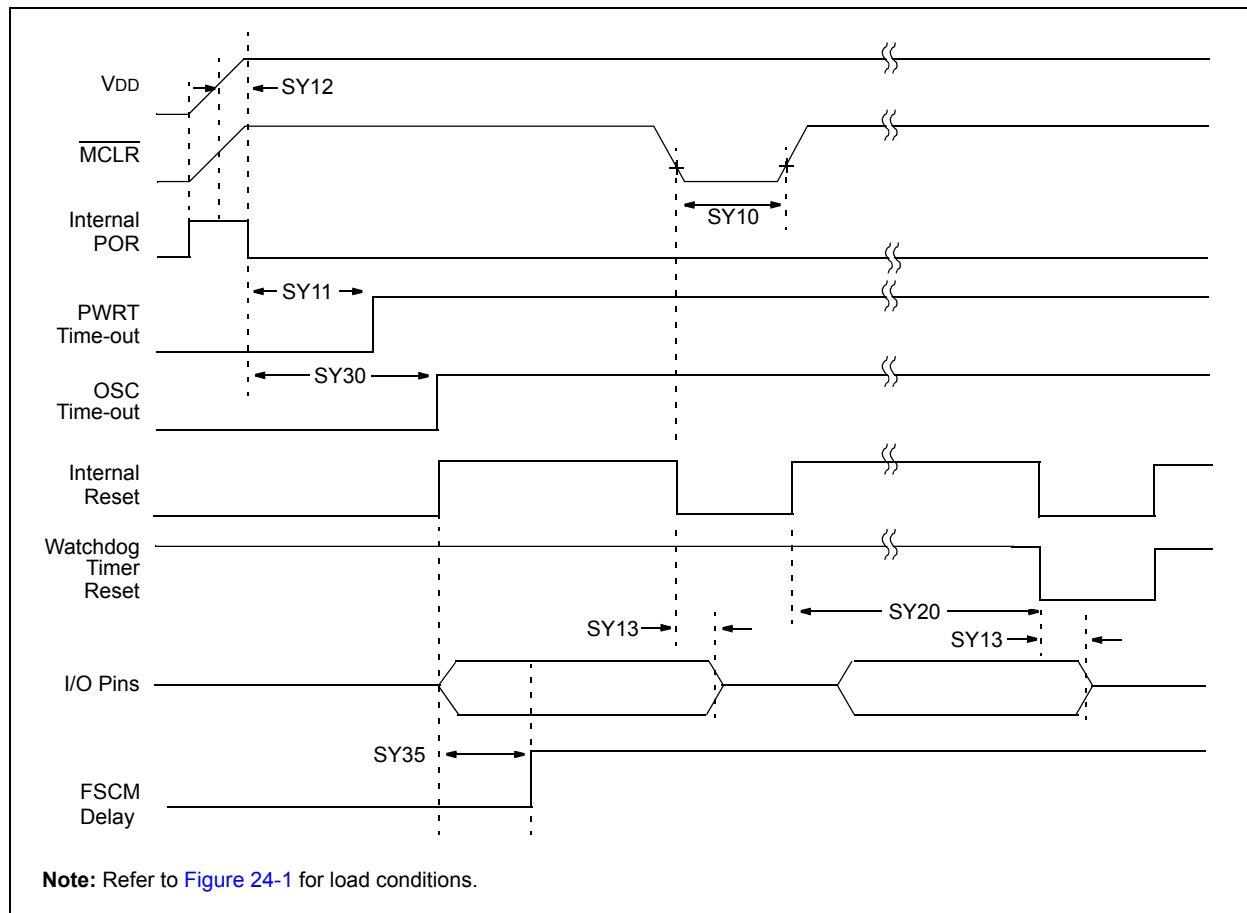 VDD
SY12
MCLR
SY10
Internal
POR
SY11
PWRT
Time-out
SY30
OSC
Time-out
Internal
Reset
Watchdog
Timer
Reset
SY20
SY13
SY13
I/O Pins
SY35
FSCM
Delay
Note: Refer to Figure 24-1 for load conditions.